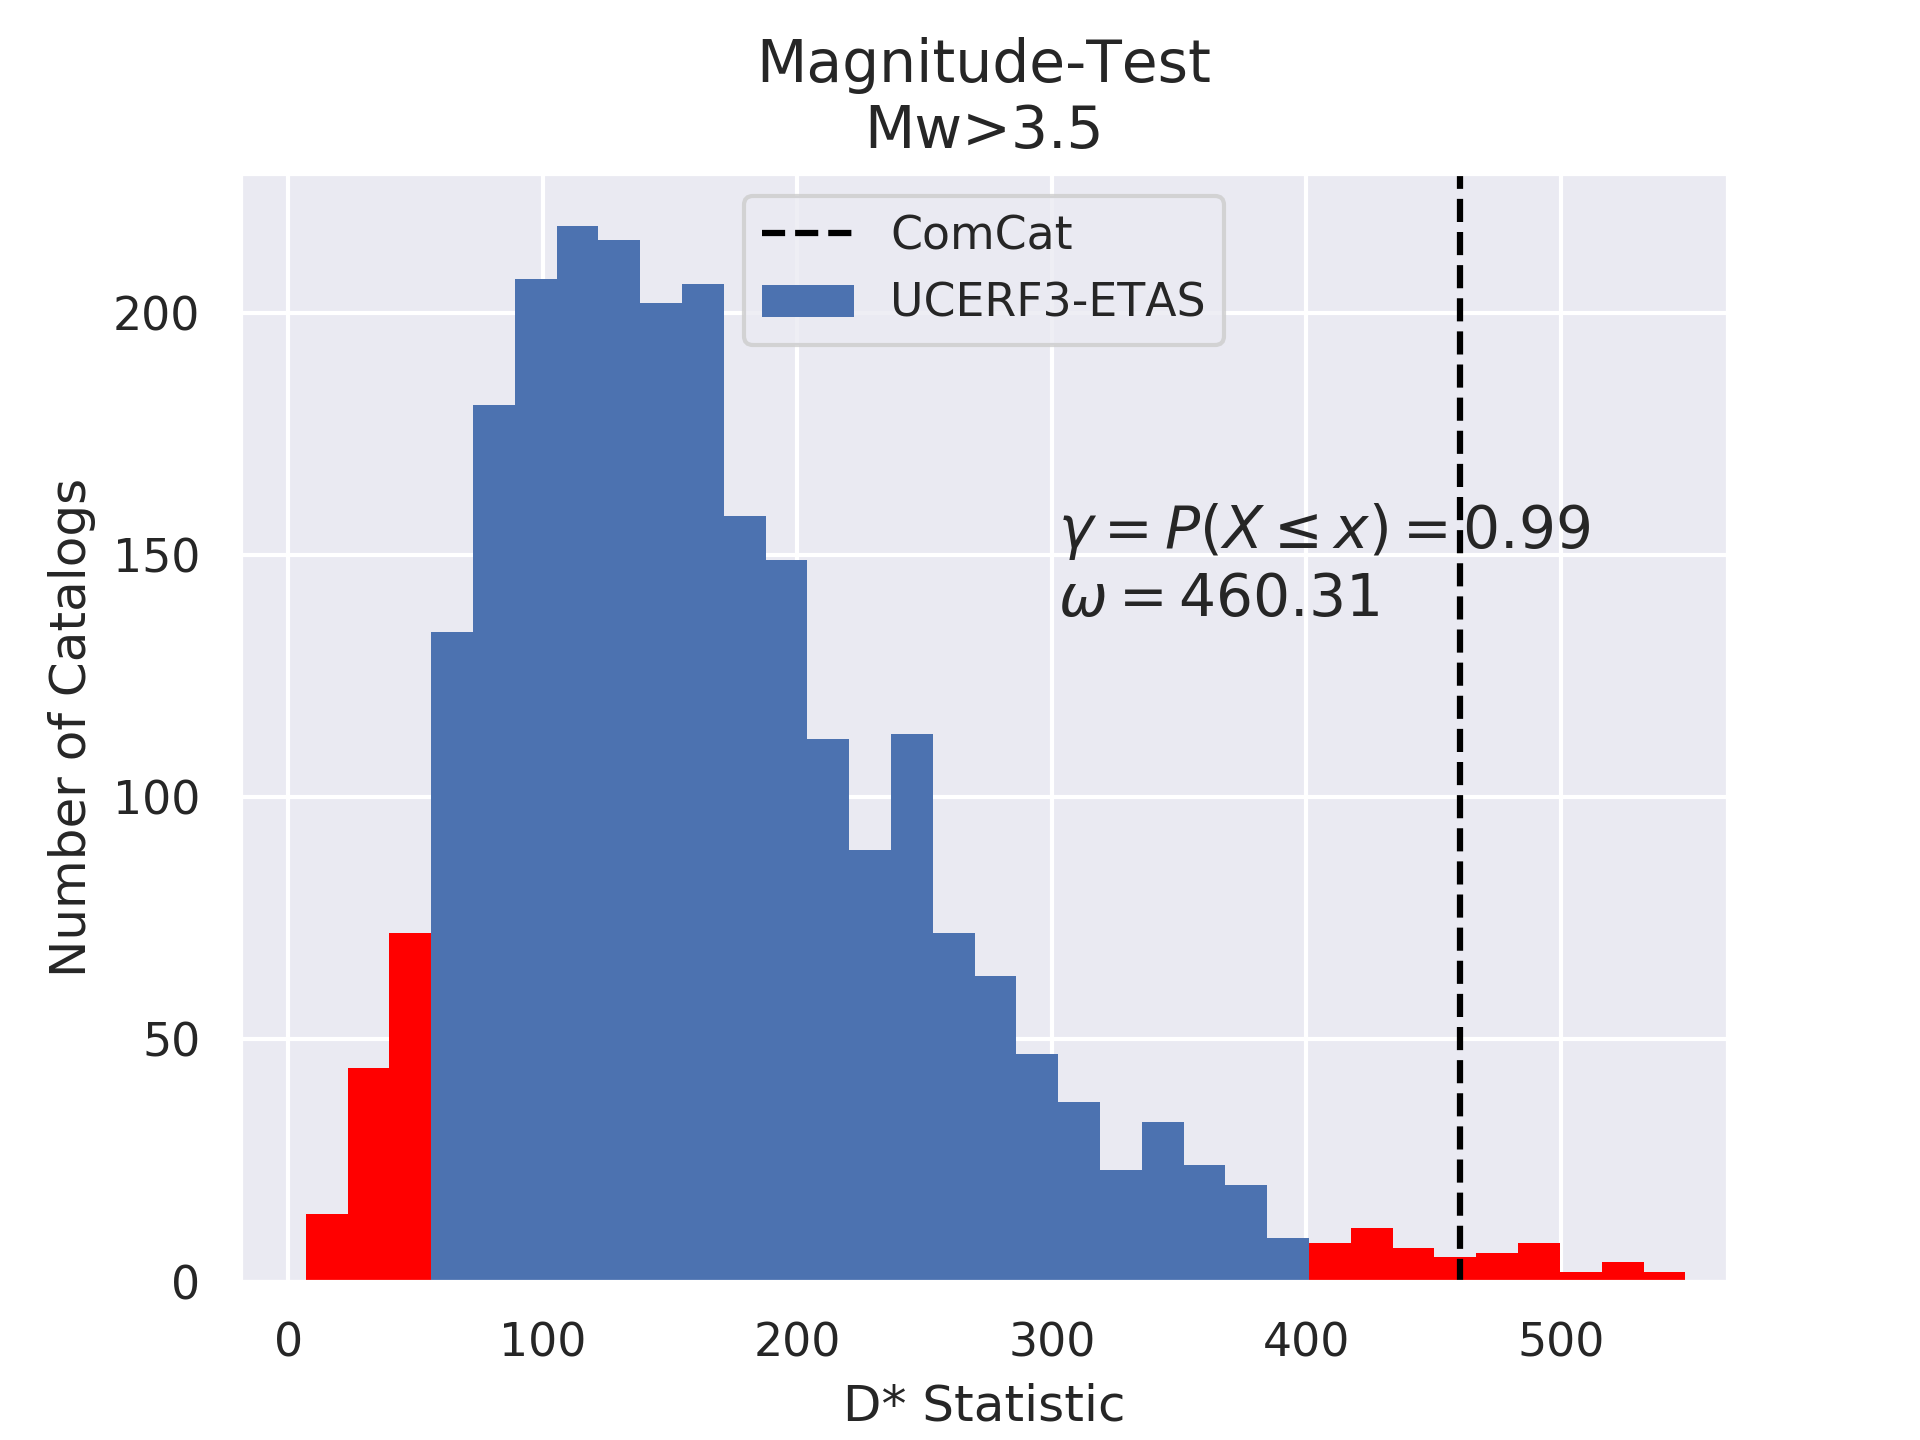 Magnitude-Test
Mw>3.5
ComCat
UCERF3-ETAS
γ = P(X ≤ x) = 0.99
ω = 460.31
Number of Catalogs
200
150
100
50
0
0 100 200 300 400 500
D* Statistic